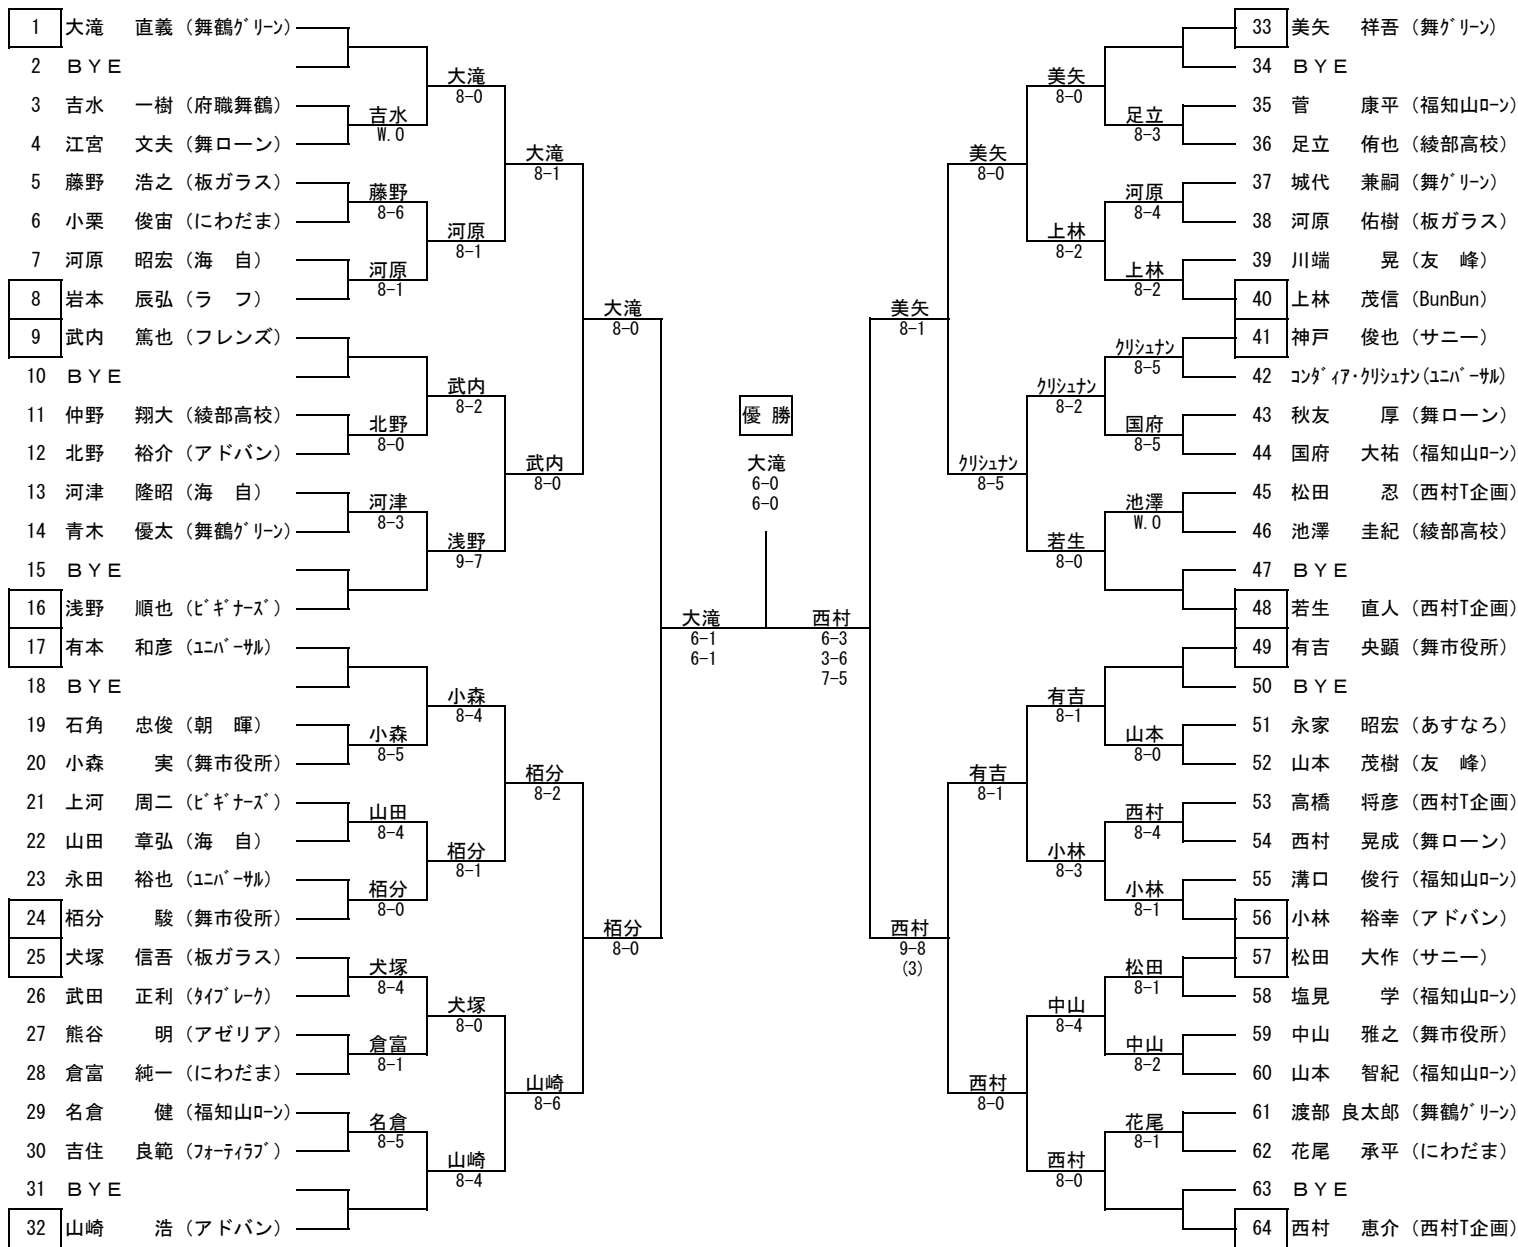 1 大滝 直義 (舞鶴ｸﾞﾘｰﾝ)
2 ＢＹＥ
3 吉水 一樹 (府職舞鶴)
4 江宮 文夫 (舞ローン)
5 藤野 浩之 (板ガラス)
6 小栗 俊宙 (にわだま)
7 河原 昭宏 (海 自)
8 岩本 辰弘 (ラ フ)
9 武内 篤也 (フレンズ)
10 ＢＹＥ
11 仲野 翔大 (綾部高校)
12 北野 裕介 (アドバン)
13 河津 隆昭 (海 自)
14 青木 優太 (舞鶴ｸﾞﾘｰﾝ)
15 ＢＹＥ
16 浅野 順也 (ﾋﾞｷﾞﾅｰｽﾞ)
17 有本 和彦 (ﾕﾆﾊﾞｰｻﾙ)
18 ＢＹＥ
19 石角 忠俊 (朝 暉)
20 小森 実 (舞市役所)
21 上河 周二 (ﾋﾞｷﾞﾅｰｽﾞ)
22 山田 章弘 (海 自)
23 永田 裕也 (ﾕﾆﾊﾞｰｻﾙ)
24 栢分 駿 (舞市役所)
25 犬塚 信吾 (板ガラス)
26 武田 正利 (ﾀｲﾌﾞﾚｰｸ)
27 熊谷 明 (アゼリア)
28 倉富 純一 (にわだま)
29 名倉 健 (福知山ﾛｰﾝ)
30 吉住 良範 (ﾌｫｰﾃｨﾗﾌﾞ)
31 ＢＹＥ
32 山崎 浩 (アドバン)
吉水
W.0
藤野
8-6
河原
8-1
北野
8-0
河津
8-3
小森
8-5
山田
8-4
栢分
8-0
犬塚
8-4
倉富
8-1
名倉
8-5
大滝
8-0
河原
8-1
武内
8-2
浅野
9-7
小森
8-4
栢分
8-1
犬塚
8-0
山崎
8-4
大滝
8-1
武内
8-0
栢分
8-2
山崎
8-6
大滝
8-0
栢分
8-0
大滝
6-1
6-1
優 勝
大滝
6-0
6-0
西村
6-3
3-6
7-5
美矢
8-1
西村
9-8
(3)
美矢
8-0
ｸﾘｼｭﾅﾝ
8-5
有吉
8-1
西村
8-0
美矢
8-0
上林
8-2
ｸﾘｼｭﾅﾝ
8-2
若生
8-0
有吉
8-1
小林
8-3
中山
8-4
西村
8-0
足立
8-3
河原
8-4
上林
8-2
ｸﾘｼｭﾅﾝ
8-5
国府
8-5
池澤
W.0
山本
8-0
西村
8-4
小林
8-1
松田
8-1
中山
8-2
花尾
8-1
33 美矢 祥吾 (舞ｸﾞﾘｰﾝ)
34 ＢＹＥ
35 菅 康平 (福知山ﾛｰﾝ)
36 足立 侑也 (綾部高校)
37 城代 兼嗣 (舞ｸﾞﾘｰﾝ)
38 河原 佑樹 (板ガラス)
39 川端 晃 (友 峰)
40 上林 茂信 (BunBun)
41 神戸 俊也 (サニー)
42 ｺﾝﾀﾞｨｱ・ｸﾘｼｭﾅﾝ(ﾕﾆﾊﾞｰｻﾙ)
43 秋友 厚 (舞ローン)
44 国府 大祐 (福知山ﾛｰﾝ)
45 松田 忍 (西村T企画)
46 池澤 圭紀 (綾部高校)
47 ＢＹＥ
48 若生 直人 (西村T企画)
49 有吉 央顕 (舞市役所)
50 ＢＹＥ
51 永家 昭宏 (あすなろ)
52 山本 茂樹 (友 峰)
53 高橋 将彦 (西村T企画)
54 西村 晃成 (舞ローン)
55 溝口 俊行 (福知山ﾛｰﾝ)
56 小林 裕幸 (アドバン)
57 松田 大作 (サニー)
58 塩見 学 (福知山ﾛｰﾝ)
59 中山 雅之 (舞市役所)
60 山本 智紀 (福知山ﾛｰﾝ)
61 渡部 良太郎 (舞鶴ｸﾞﾘｰﾝ)
62 花尾 承平 (にわだま)
63 ＢＹＥ
64 西村 恵介 (西村T企画)